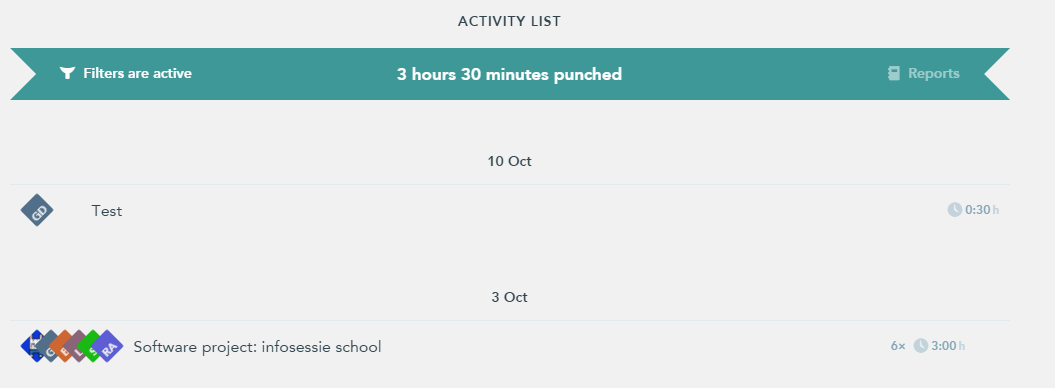 ACTIVITY LIST
Filters are active 3 hours 30 minutes punched Reports
10 Oct
GD Test 0:30 h
3 Oct
RA Software project: infosessie school 6× 3:00 h